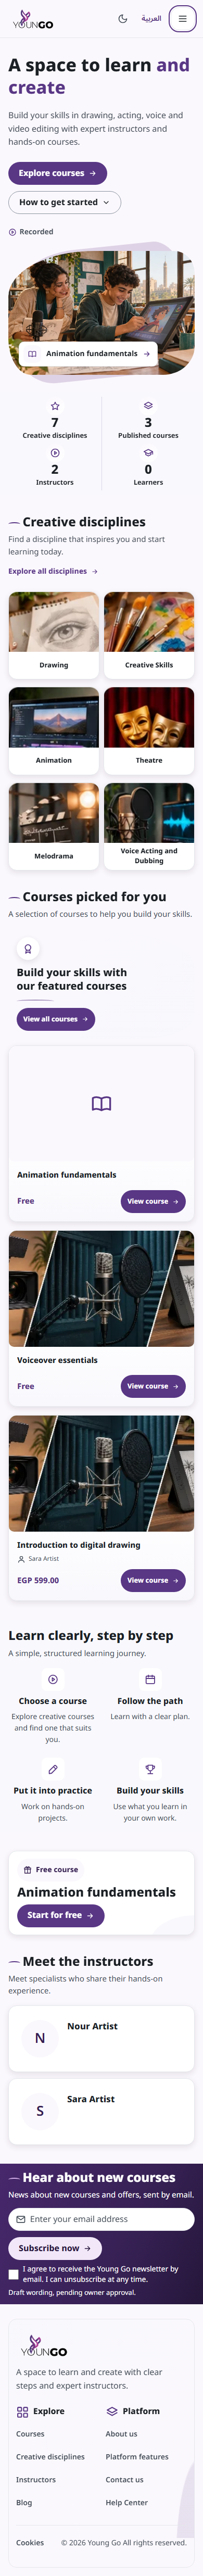 YOUNGO
العربية
A space to learn and
create
Build your skills in drawing, acting, voice and
video editing with expert instructors and
hands-on courses.
Explore courses →
How to get started
Recorded
Animation fundamentals →
7
Creative disciplines
3
Published courses
2
Instructors
0
Learners
Creative disciplines
Find a discipline that inspires you and start
learning today.
Explore all disciplines →
Drawing
Creative Skills
Animation
Theatre
Melodrama
Voice Acting and
Dubbing
Courses picked for you
A selection of courses to help you build your skills.
Build your skills with
our featured courses
View all courses →
Animation fundamentals
Free
View course →
Voiceover essentials
Free
View course →
Introduction to digital drawing
Sara Artist
EGP 599.00
View course →
Learn clearly, step by step
A simple, structured learning journey.
Choose a course
Explore creative courses
and find one that suits
you.
Follow the path
Learn with a clear plan.
Put it into practice
Work on hands-on
projects.
Build your skills
Use what you learn in
your own work.
Free course
Animation fundamentals
Start for free →
Meet the instructors
Meet specialists who share their hands-on
experience.
N
Nour Artist
S
Sara Artist
Hear about new courses
News about new courses and offers, sent by email.
Enter your email address
Subscribe now →
I agree to receive the Young Go newsletter by
email. I can unsubscribe at any time.
Draft wording, pending owner approval.
YOUNGO
A space to learn and create with clear
steps and expert instructors.
Explore
Courses
Creative disciplines
Instructors
Blog
Platform
About us
Platform features
Contact us
Help Center
Cookies
© 2026 Young Go All rights reserved.